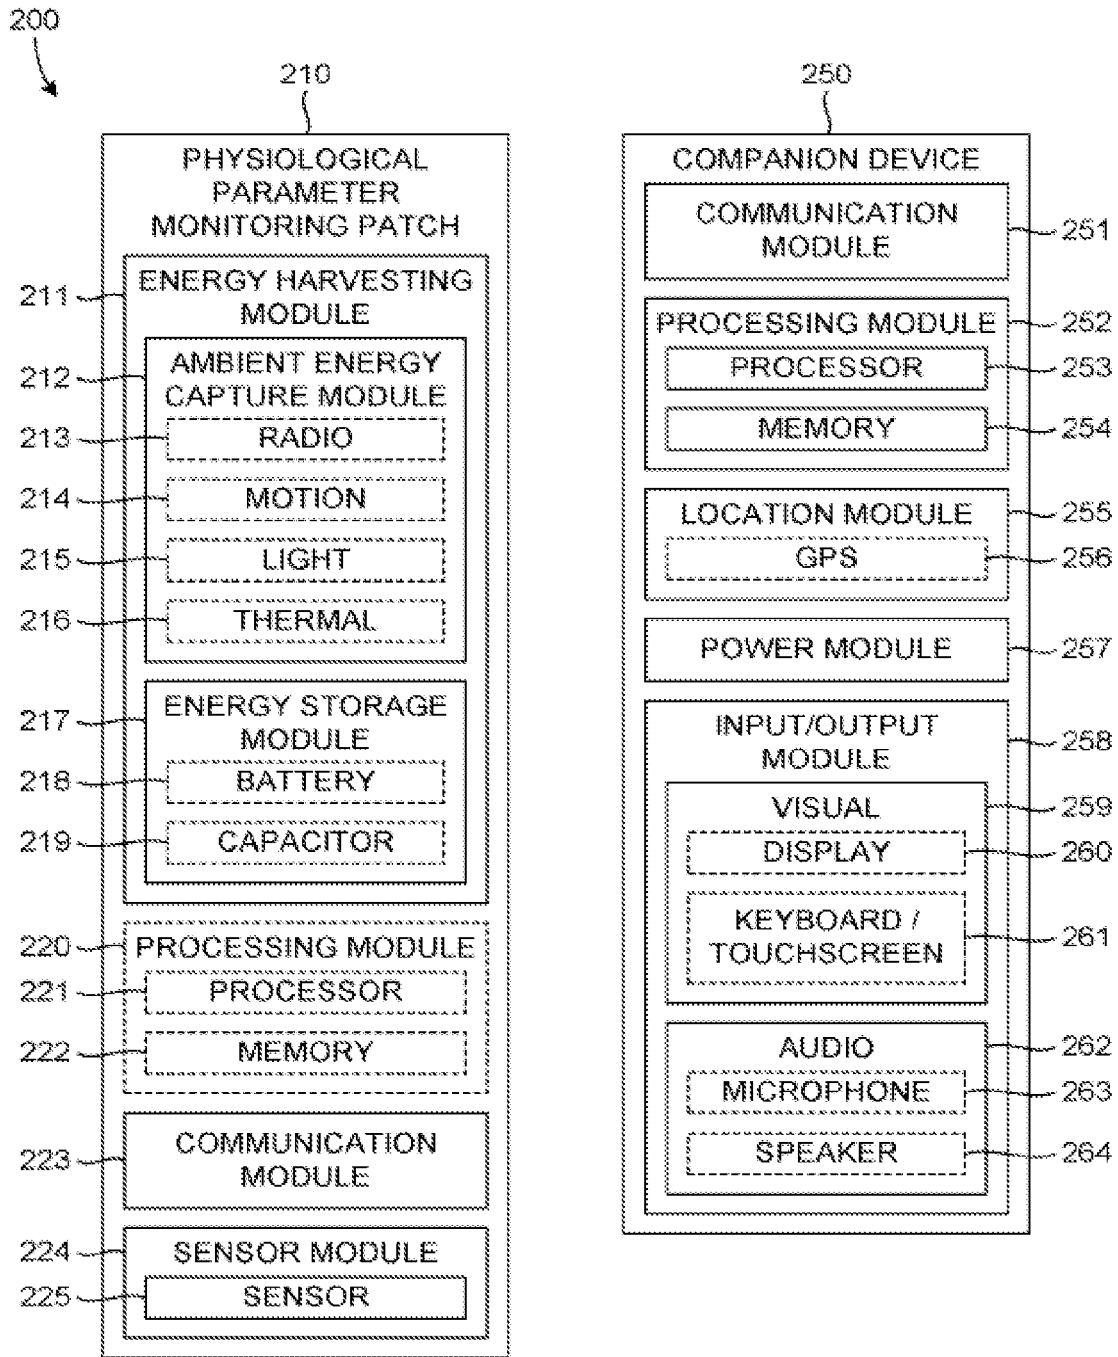 200
210
PHYSIOLOGICAL
PARAMETER
MONITORING PATCH
211
ENERGY HARVESTING
MODULE
212
AMBIENT ENERGY
CAPTURE MODULE
213
RADIO
214
MOTION
215
LIGHT
216
THERMAL
217
ENERGY STORAGE
MODULE
218
BATTERY
219
CAPACITOR
220
PROCESSING MODULE
221
PROCESSOR
222
MEMORY
223
COMMUNICATION
MODULE
224
SENSOR MODULE
225
SENSOR
250
COMPANION DEVICE
COMMUNICATION
MODULE
251
PROCESSING MODULE
252
PROCESSOR
253
MEMORY
254
LOCATION MODULE
255
GPS
256
POWER MODULE
257
INPUT/OUTPUT
MODULE
258
VISUAL
259
DISPLAY
260
KEYBOARD /
TOUCHSCREEN
261
AUDIO
262
MICROPHONE
263
SPEAKER
264